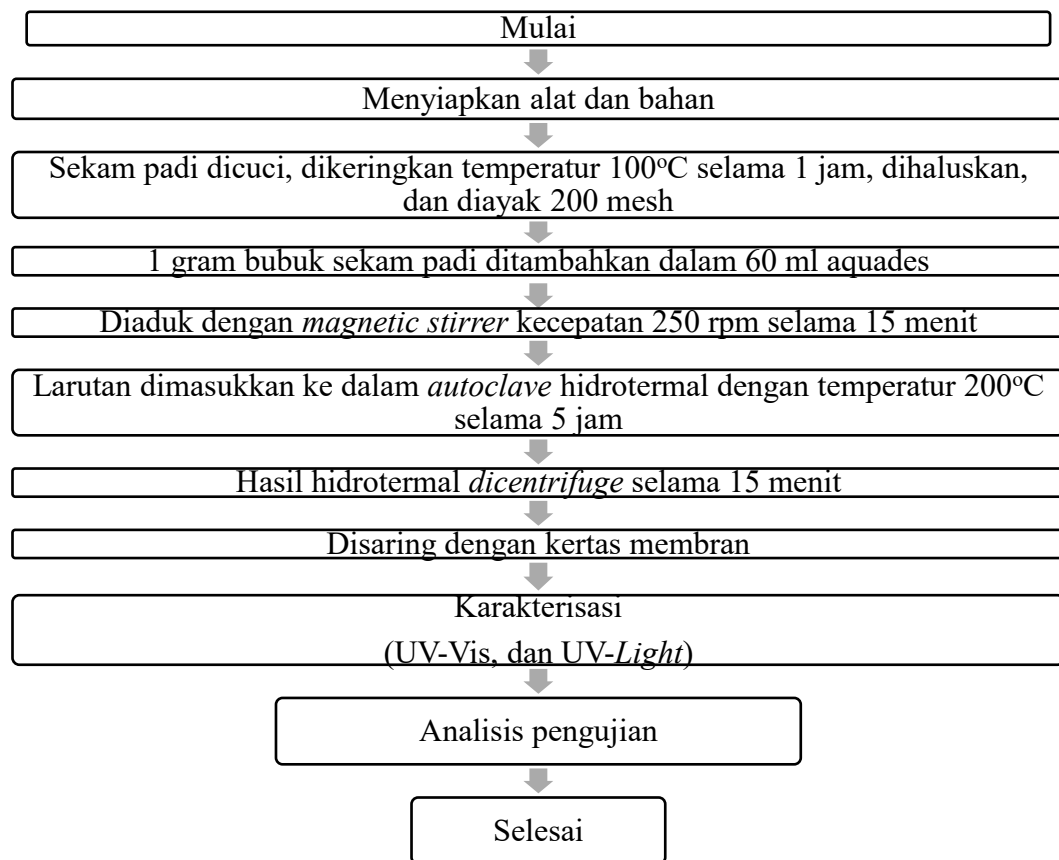 Mulai
Menyiapkan alat dan bahan
Sekam padi dicuci, dikeringkan temperatur 100°C selama 1 jam, dihaluskan,
dan diayak 200 mesh
1 gram bubuk sekam padi ditambahkan dalam 60 ml aquades
Diaduk dengan magnetic stirrer kecepatan 250 rpm selama 15 menit
Larutan dimasukkan ke dalam autoclave hidrotermal dengan temperatur 200°C
selama 5 jam
Hasil hidrotermal dicentrifuge selama 15 menit
Disaring dengan kertas membran
Karakterisasi
(UV-Vis, dan UV-Light)
Analisis pengujian
Selesai